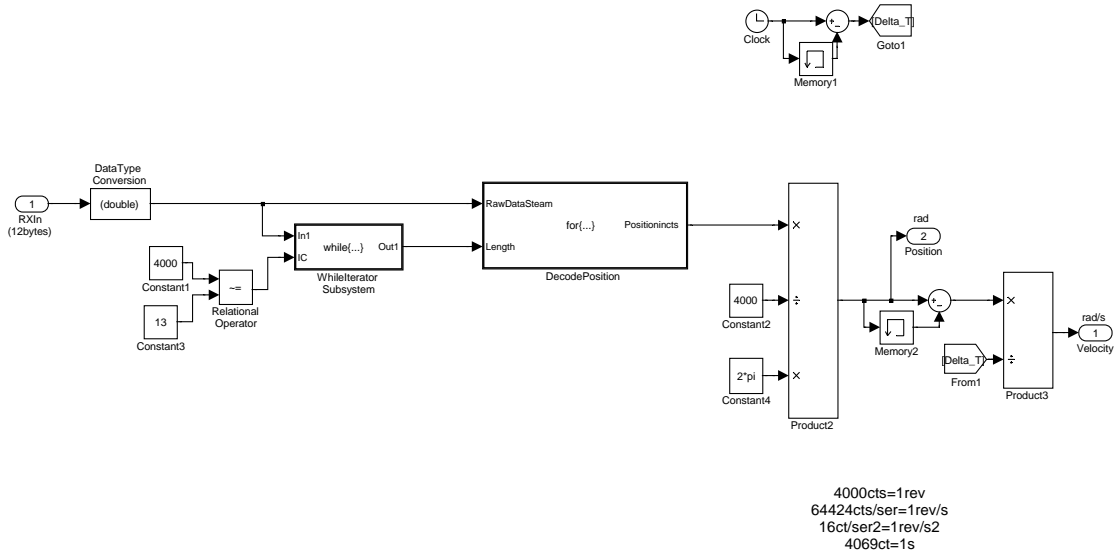 Clock
+
−
[Delta_T]
Goto1
Memory1
DataType
Conversion
1
RXIn
(12bytes)
(double)
RawDataSteam
for{...}
Positionincts
Length
DecodePosition
In1
while{...}
Out1
IC
WhileIterator
Subsystem
4000
Constant1
~=
Relational
Operator
13
Constant3
×
4000
÷
Constant2
2*pi
×
Constant4
Product2
rad
2
Position
+
−
Memory2
[Delta_T]
From1
×
÷
Product3
rad/s
1
Velocity
4000cts=1rev
64424cts/ser=1rev/s
16ct/ser2=1rev/s2
4069ct=1s